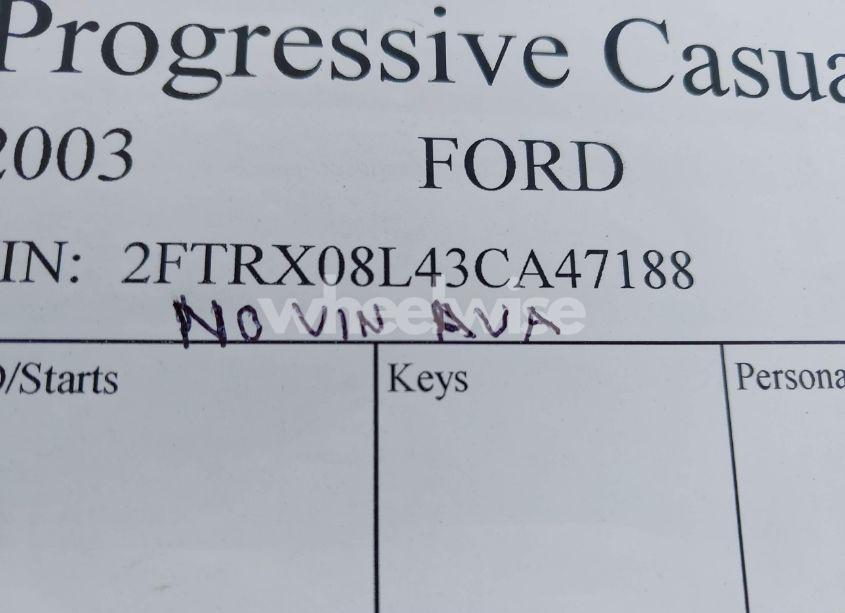 Progressive Casua
2003 FORD
IN: 2FTRX08L43CA47188
NO VIN AVA
wheelwise
/Starts Keys Persona